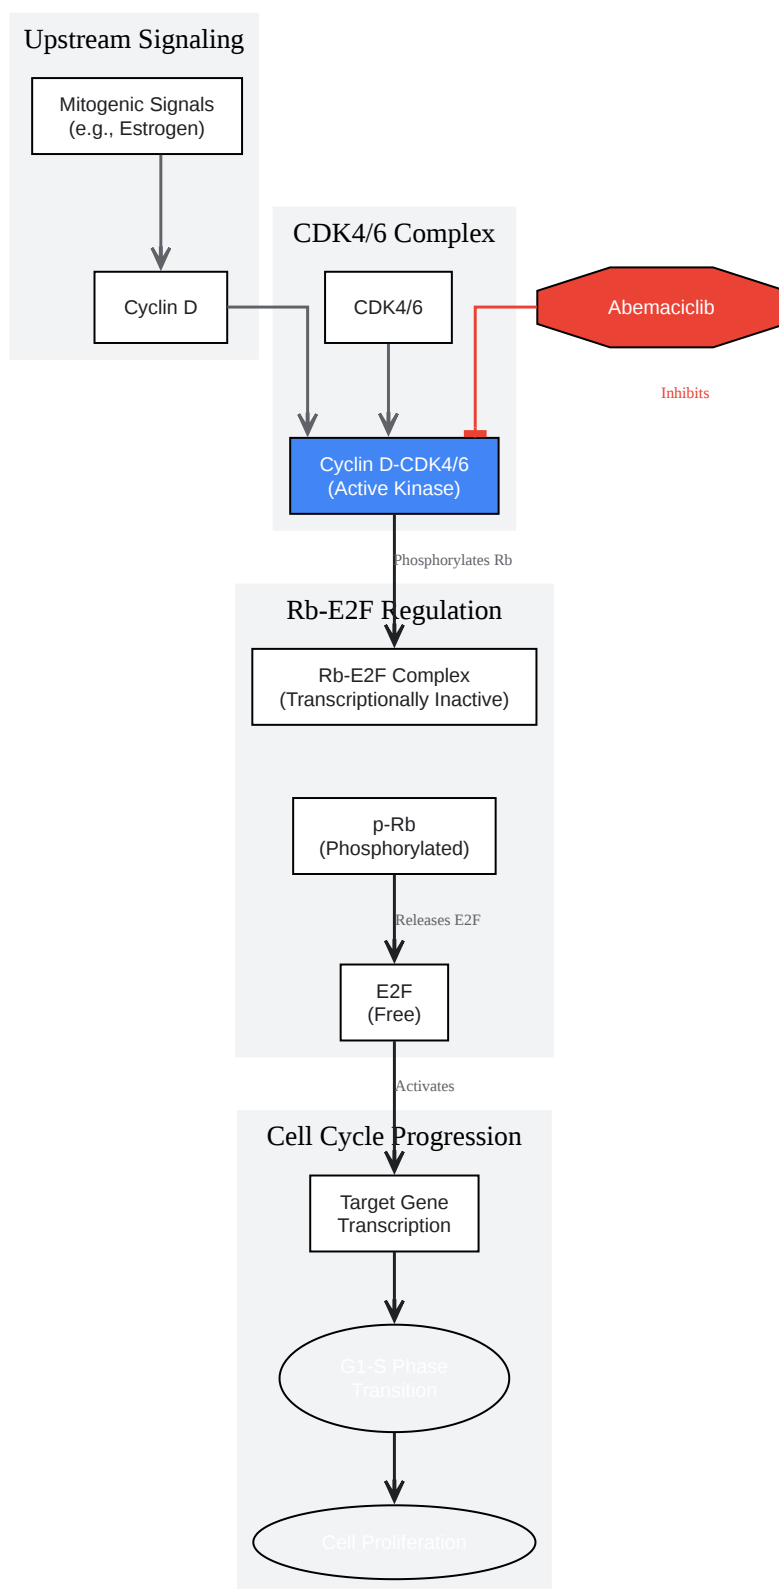 Upstream Signaling
Mitogenic Signals
(e.g., Estrogen)
Cyclin D
CDK4/6 Complex
CDK4/6
Abemaciclib
Inhibits
Cyclin D-CDK4/6
(Active Kinase)
Phosphorylates Rb
Rb-E2F Regulation
Rb-E2F Complex
(Transcriptionally Inactive)
p-Rb
(Phosphorylated)
Releases E2F
E2F
(Free)
Activates
Cell Cycle Progression
Target Gene
Transcription
G1-S Phase
Transition
Cell Proliferation